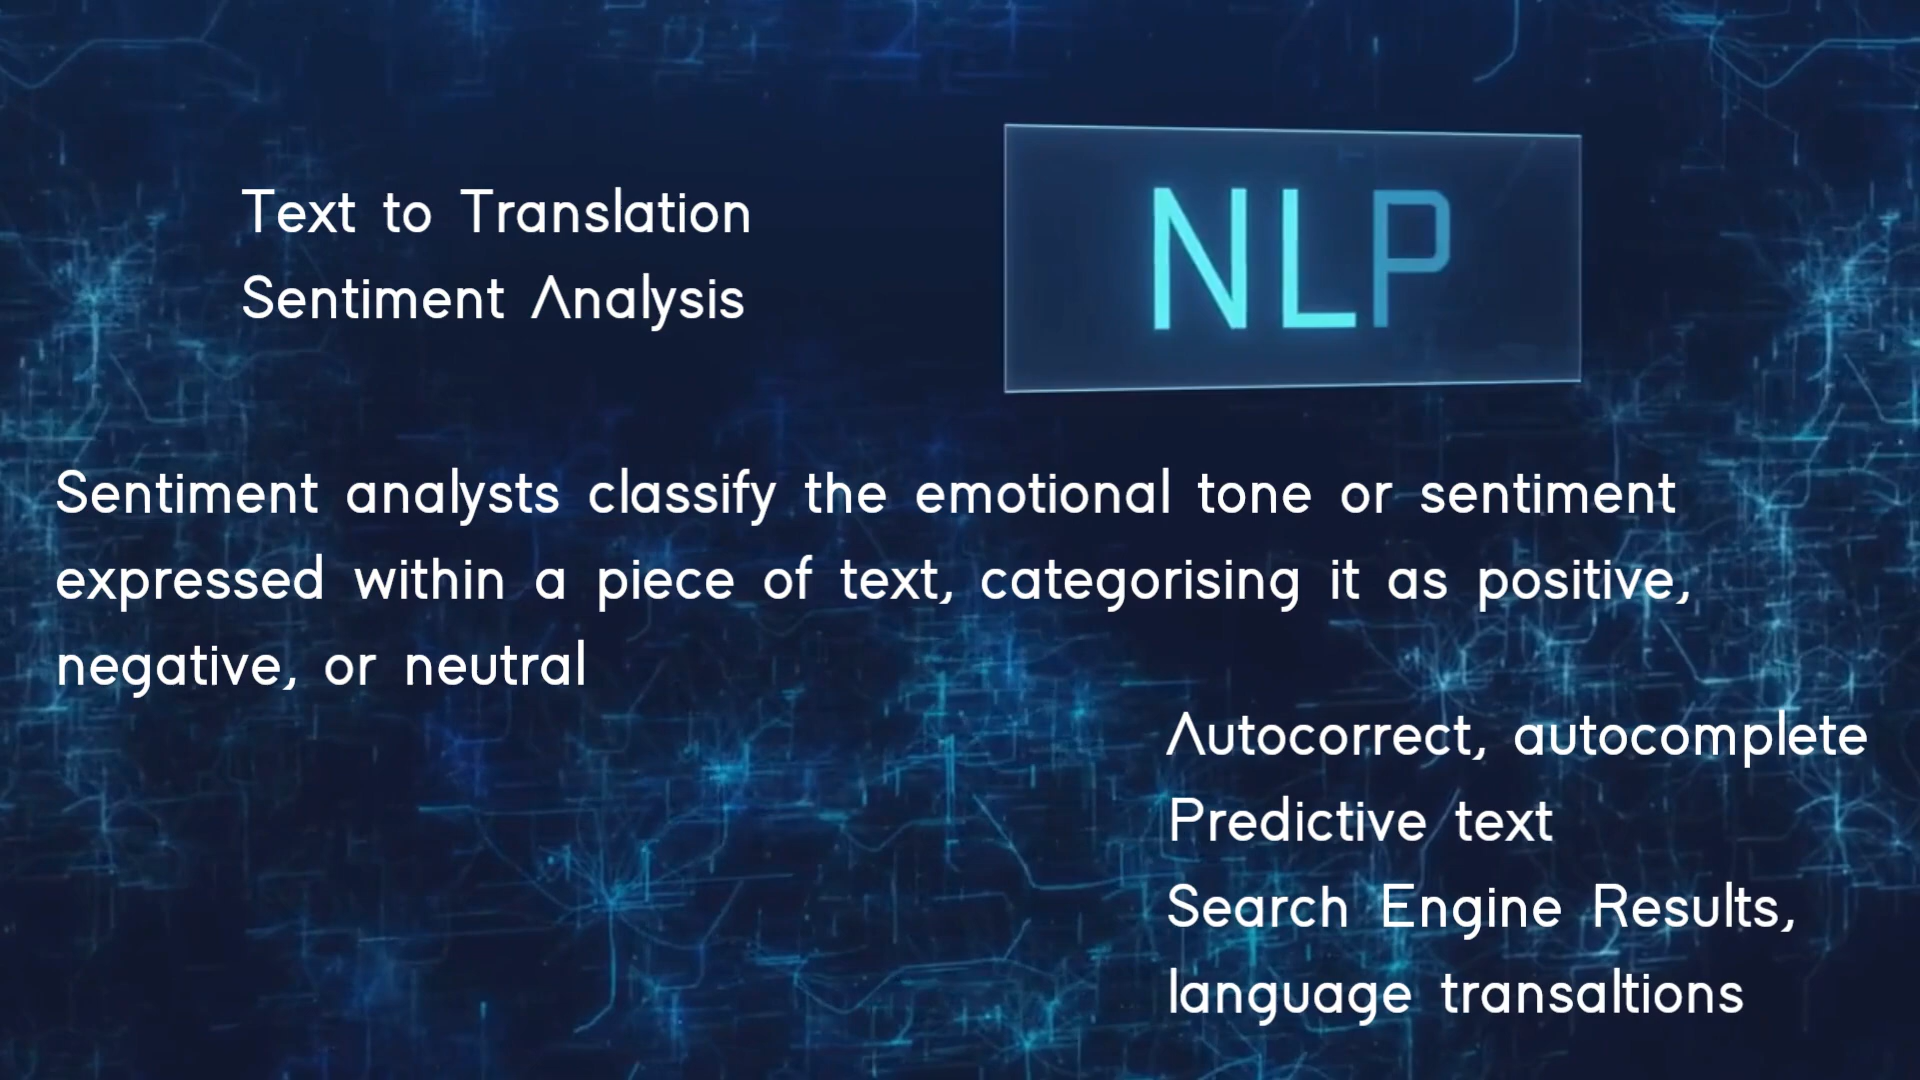 Text to Translation
Sentiment Analysis
NLP
Sentiment analysts classify the emotional tone or sentiment
expressed within a piece of text, categorising it as positive,
negative, or neutral
Autocorrect, autocomplete
Predictive text
Search Engine Results,
language transaltions